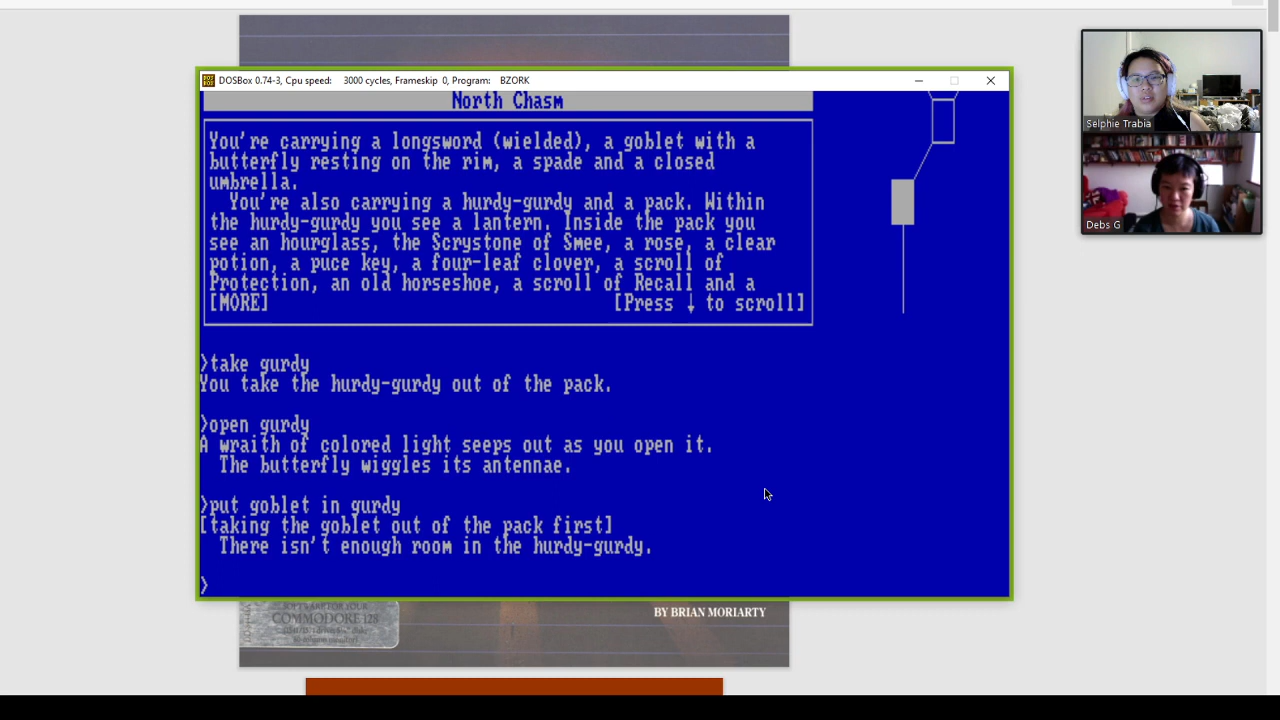 DOSBox 0.74-3, Cpu speed: 3000 cycles, Frameskip 0, Program: BZORK
North Chasm
You're carrying a longsword (wielded), a goblet with a
butterfly resting on the rim, a spade and a closed
umbrella.
You're also carrying a hurdy-gurdy and a pack. Within
the hurdy-gurdy you see a lantern. Inside the pack you
see an hourglass, the Scrystone of Smee, a rose, a clear
potion, a puce key, a four-leaf clover, a scroll of
Protection, an old horseshoe, a scroll of Recall and a
[MORE] [Press ↓ to scroll]
>take gurdy
You take the hurdy-gurdy out of the pack.
>open gurdy
A wraith of colored light seeps out as you open it.
The butterfly wiggles its antennae.
>put goblet in gurdy
[taking the goblet out of the pack first]
There isn't enough room in the hurdy-gurdy.
>
Selphie Trabia
Debs G
COMMODORE 128
BY BRIAN MORIARTY